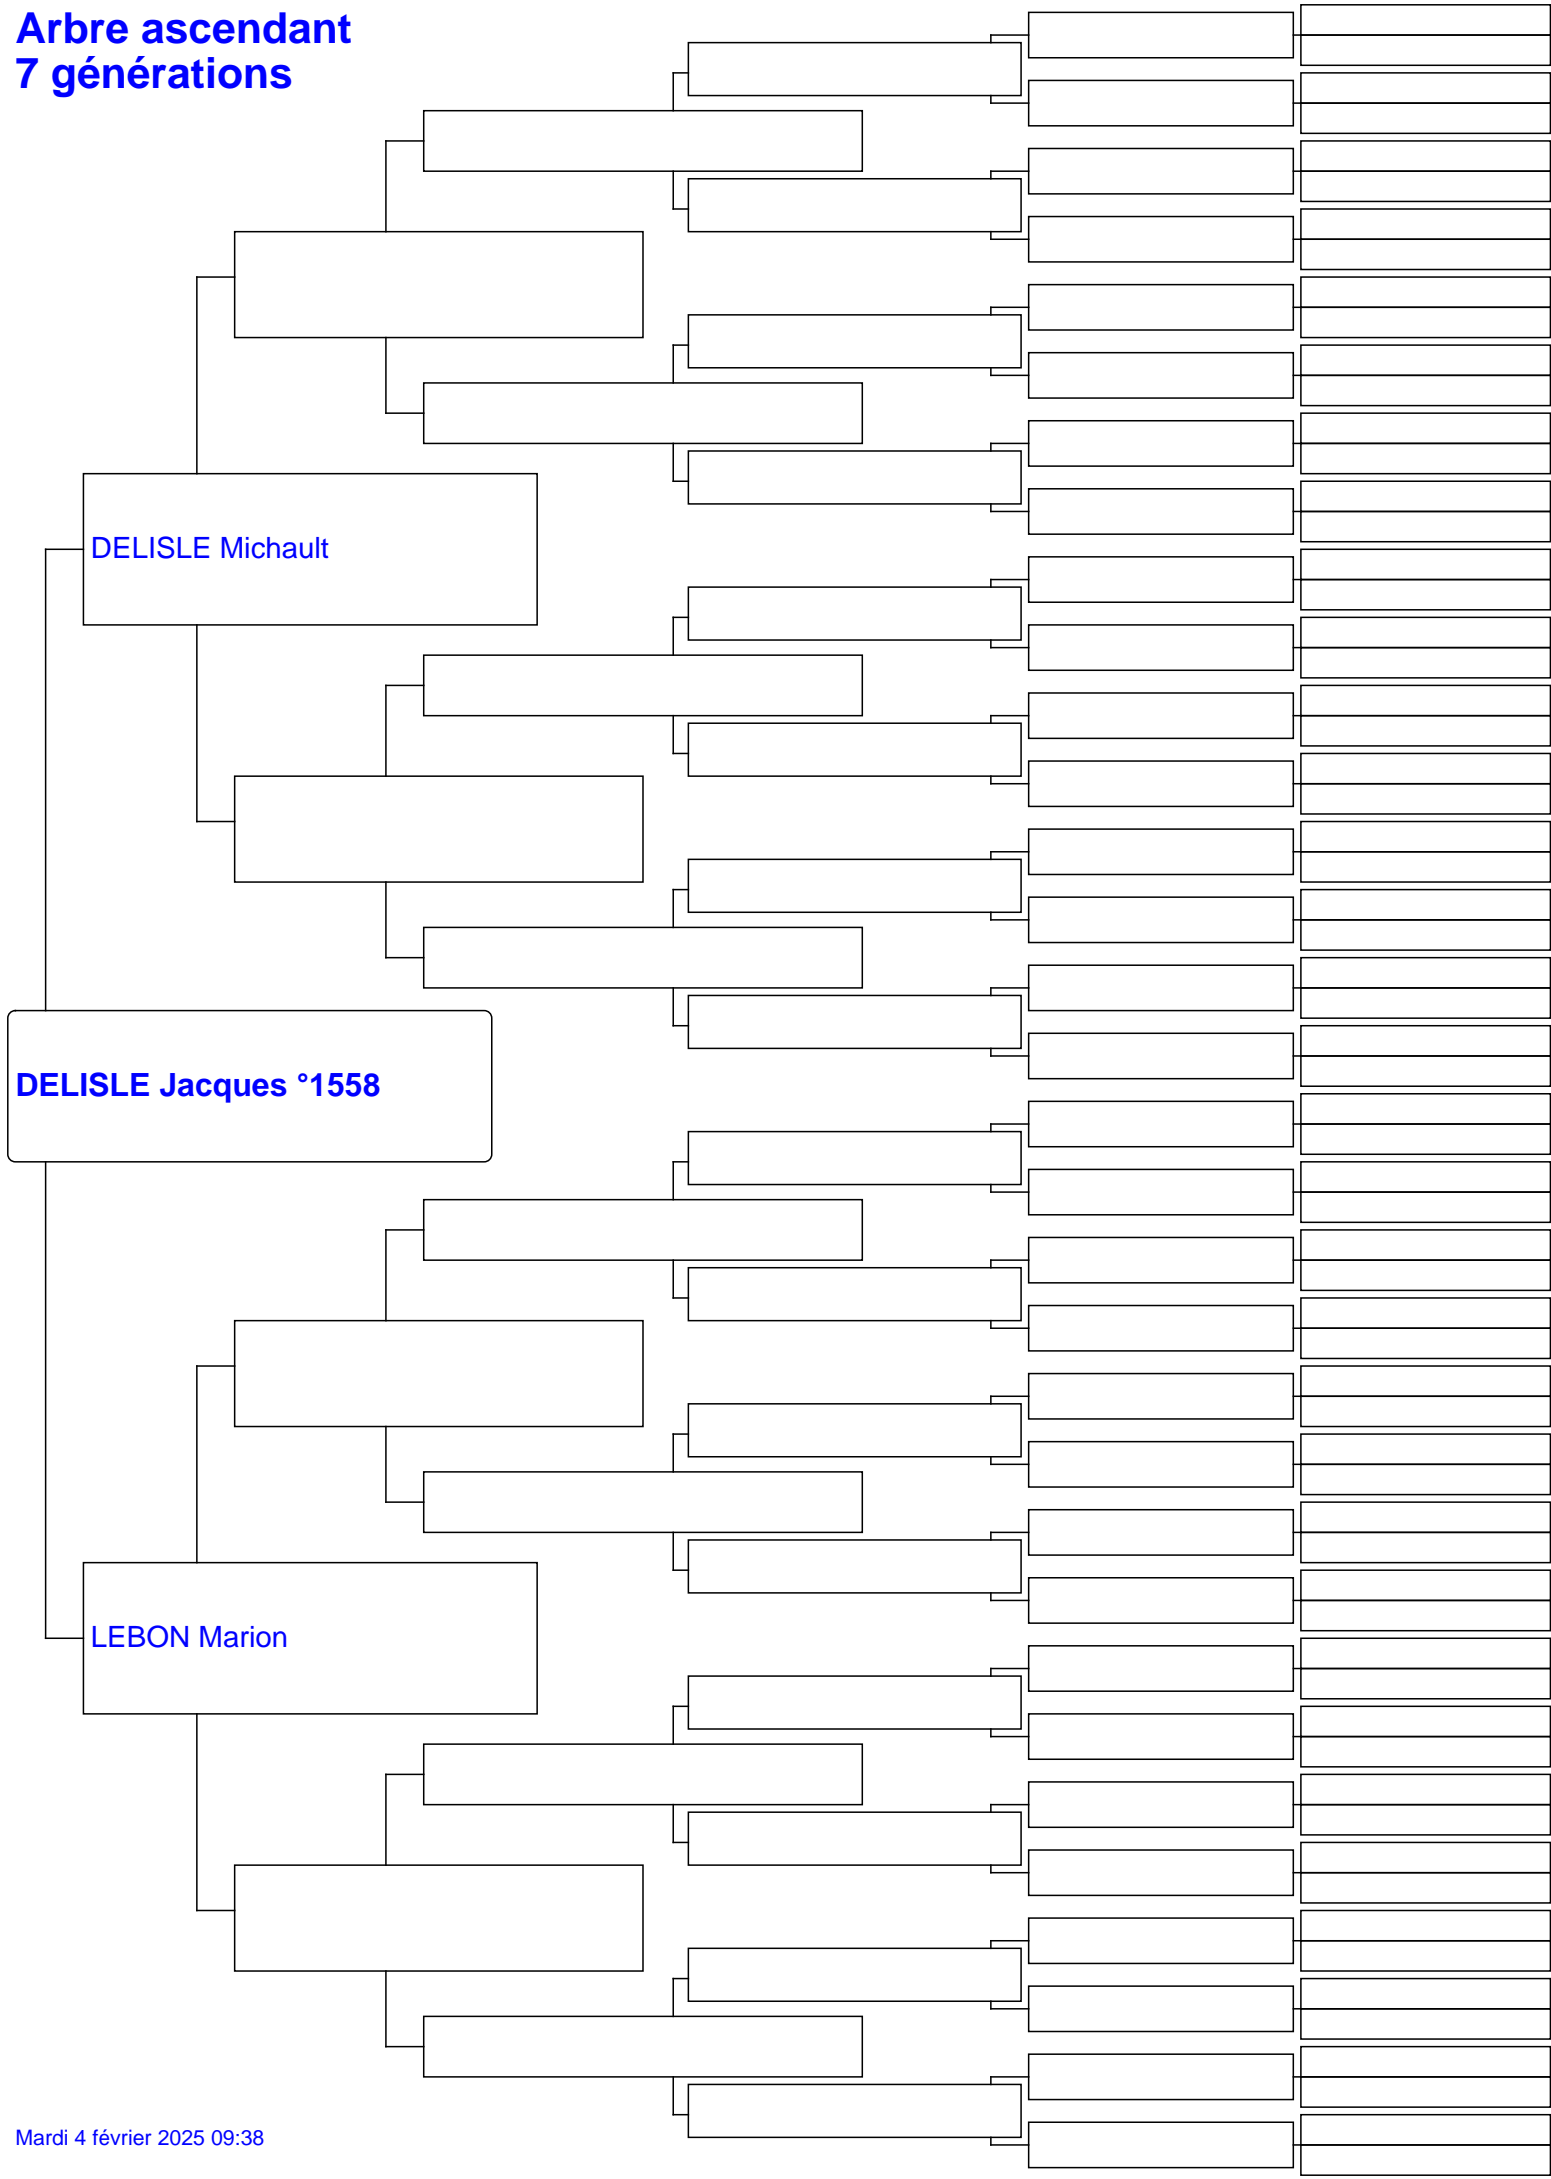 Arbre ascendant
7 générations
DELISLE Michault
DELISLE Jacques °1558
LEBON Marion
Mardi 4 février 2025 09:38